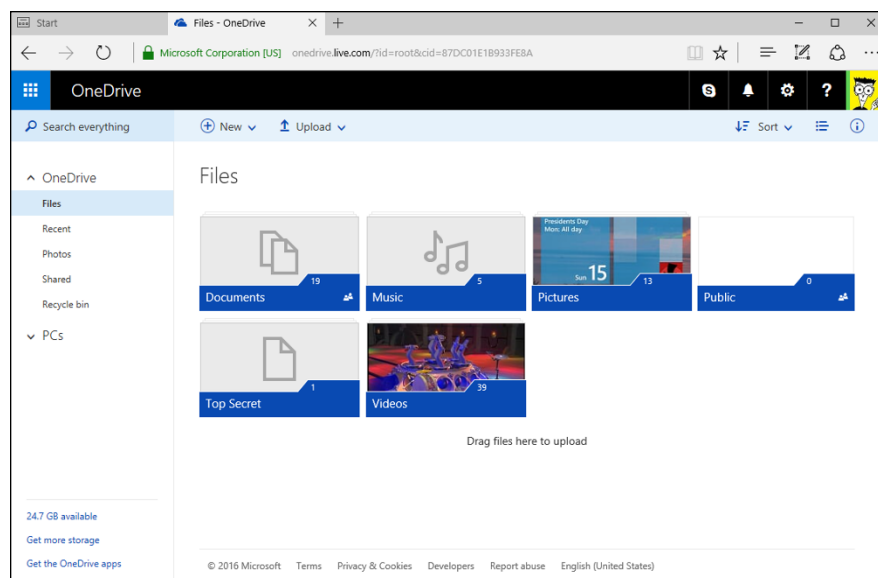 Start
Files - OneDrive
Microsoft Corporation [US] onedrive.live.com/?id=root&cid=87DC01E1B933FE8A
OneDrive
?
Search everything
New
Upload
Sort
OneDrive
Files
Recent
Photos
Shared
Recycle bin
PCs
24.7 GB available
Get more storage
Get the OneDrive apps
Files
19
Documents
5
Music
Presidents Day
Mon: All day
Sun 15
13
Pictures
0
Public
1
Top Secret
39
Videos
Drag files here to upload
© 2016 Microsoft Terms Privacy & Cookies Developers Report abuse English (United States)